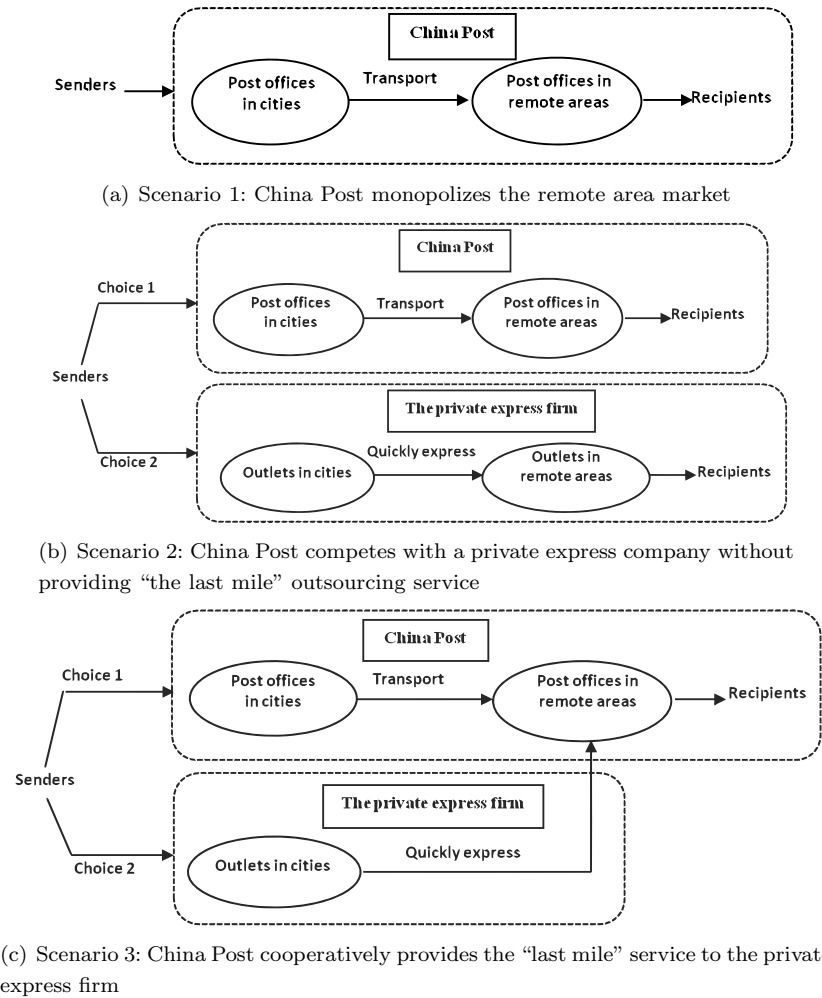 China Post
Senders
Post offices
in cities
Transport
Post offices in
remote areas
Recipients
(a) Scenario 1: China Post monopolizes the remote area market
China Post
Choice 1
Post offices
in cities
Transport
Post offices in
remote areas
Recipients
Senders
The private express firm
Choice 2
Outlets in cities
Quickly express
Outlets in
remote areas
Recipients
(b) Scenario 2: China Post competes with a private express company without
providing “the last mile” outsourcing service
China Post
Choice 1
Post offices
in cities
Transport
Post offices in
remote areas
Recipients
Senders
The private express firm
Choice 2
Outlets in cities
Quickly express
(c) Scenario 3: China Post cooperatively provides the “last mile” service to the privat
express firm